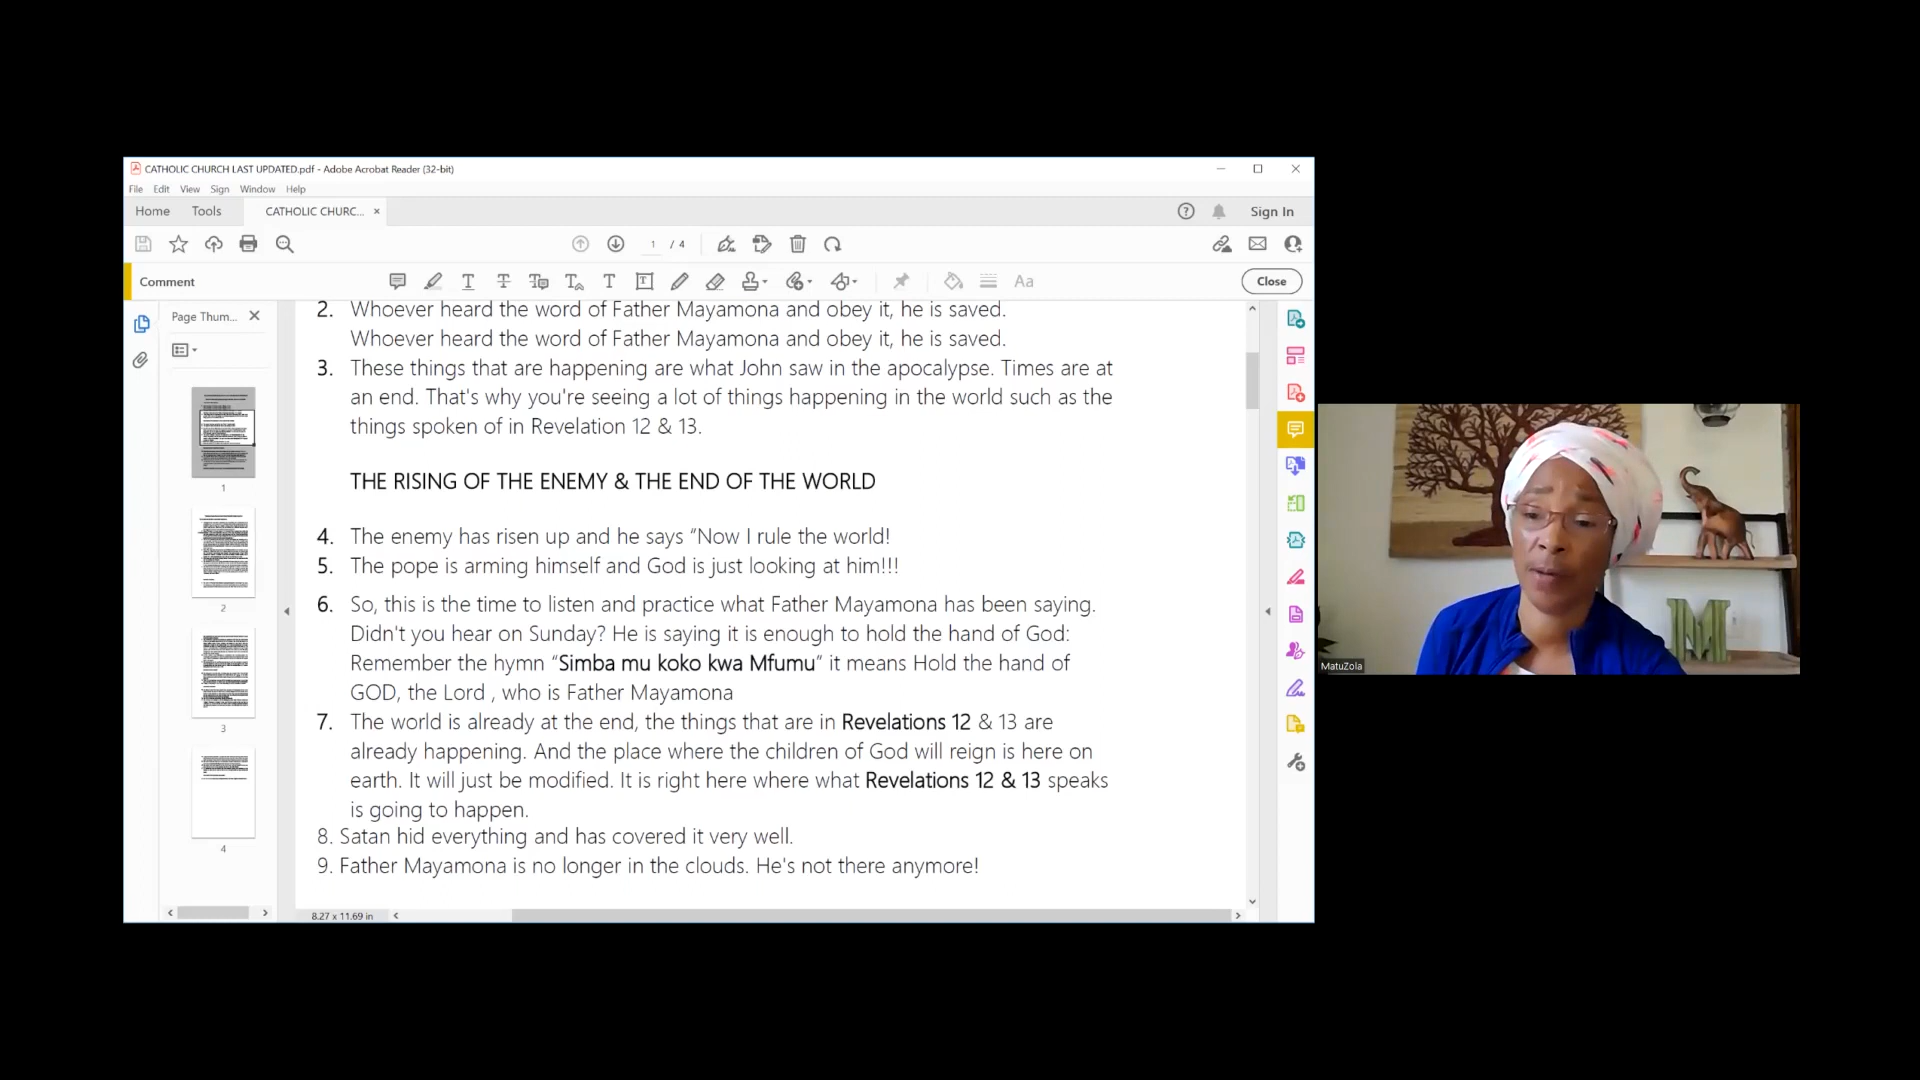 CATHOLIC CHURCH LAST UPDATED.pdf - Adobe Acrobat Reader (32-bit)
File Edit View Sign Window Help
Home Tools CATHOLIC CHURC... × Sign In
1 / 4
Comment Close
Page Thum...
2. Whoever heard the word of Father Mayamona and obey it, he is saved.
Whoever heard the word of Father Mayamona and obey it, he is saved.
3. These things that are happening are what John saw in the apocalypse. Times are at
an end. That's why you're seeing a lot of things happening in the world such as the
things spoken of in Revelation 12 & 13.
THE RISING OF THE ENEMY & THE END OF THE WORLD
4. The enemy has risen up and he says “Now I rule the world!
5. The pope is arming himself and God is just looking at him!!!
6. So, this is the time to listen and practice what Father Mayamona has been saying.
Didn't you hear on Sunday? He is saying it is enough to hold the hand of God:
Remember the hymn “Simba mu koko kwa Mfumu” it means Hold the hand of
GOD, the Lord , who is Father Mayamona
7. The world is already at the end, the things that are in Revelations 12 & 13 are
already happening. And the place where the children of God will reign is here on
earth. It will just be modified. It is right here where what Revelations 12 & 13 speaks
is going to happen.
8. Satan hid everything and has covered it very well.
9. Father Mayamona is no longer in the clouds. He's not there anymore!
1
2
3
4
8.27 x 11.69 in
M
MatuZola